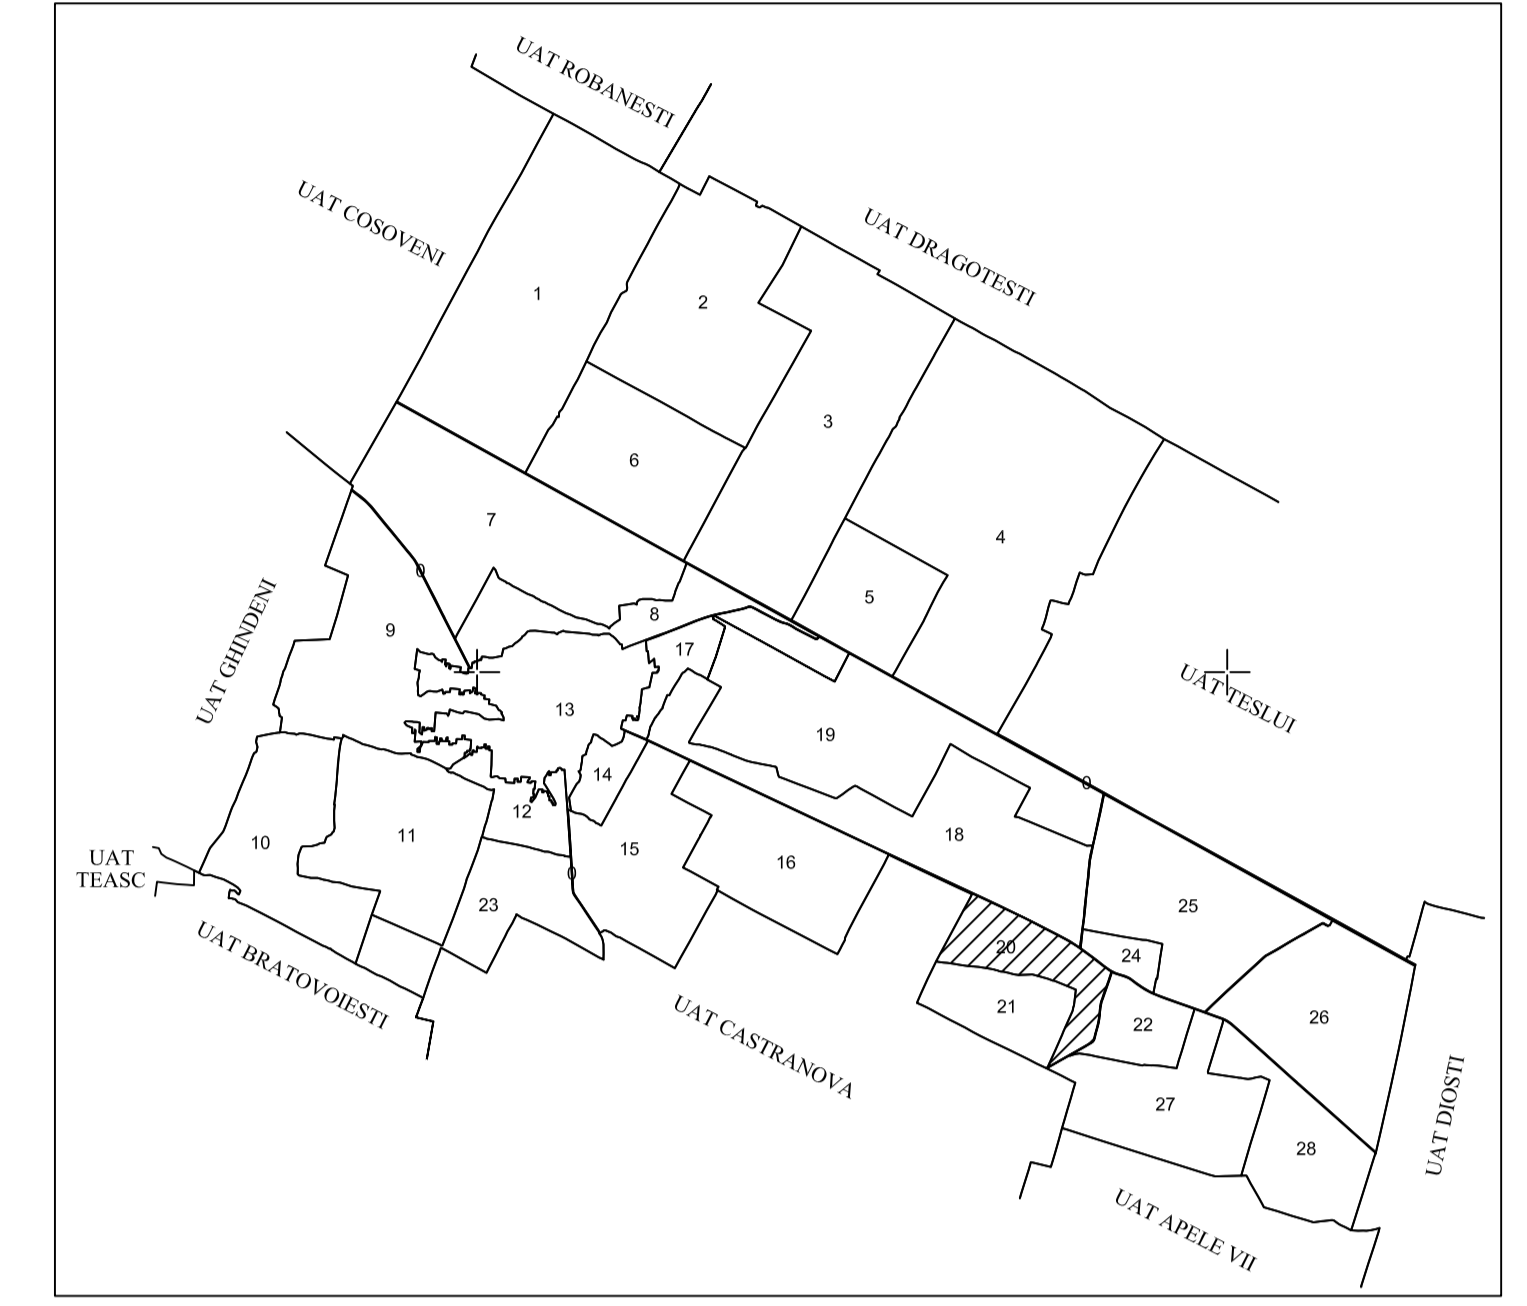 UAT ROBANESTI
UAT COSOVENI
UAT DRAGOTESTI
1
2
3
6
4
7
0
5
8
9
UAT GHINDENI
17
UAT TESLUI
13
19
14
0
12
18
11
10
15
16
UAT
TEASC
0
23
25
UAT BRATOVOIESTI
20
24
21
UAT CASTRANOVA
22
26
27
28
UAT DIOSTI
UAT APELE VII